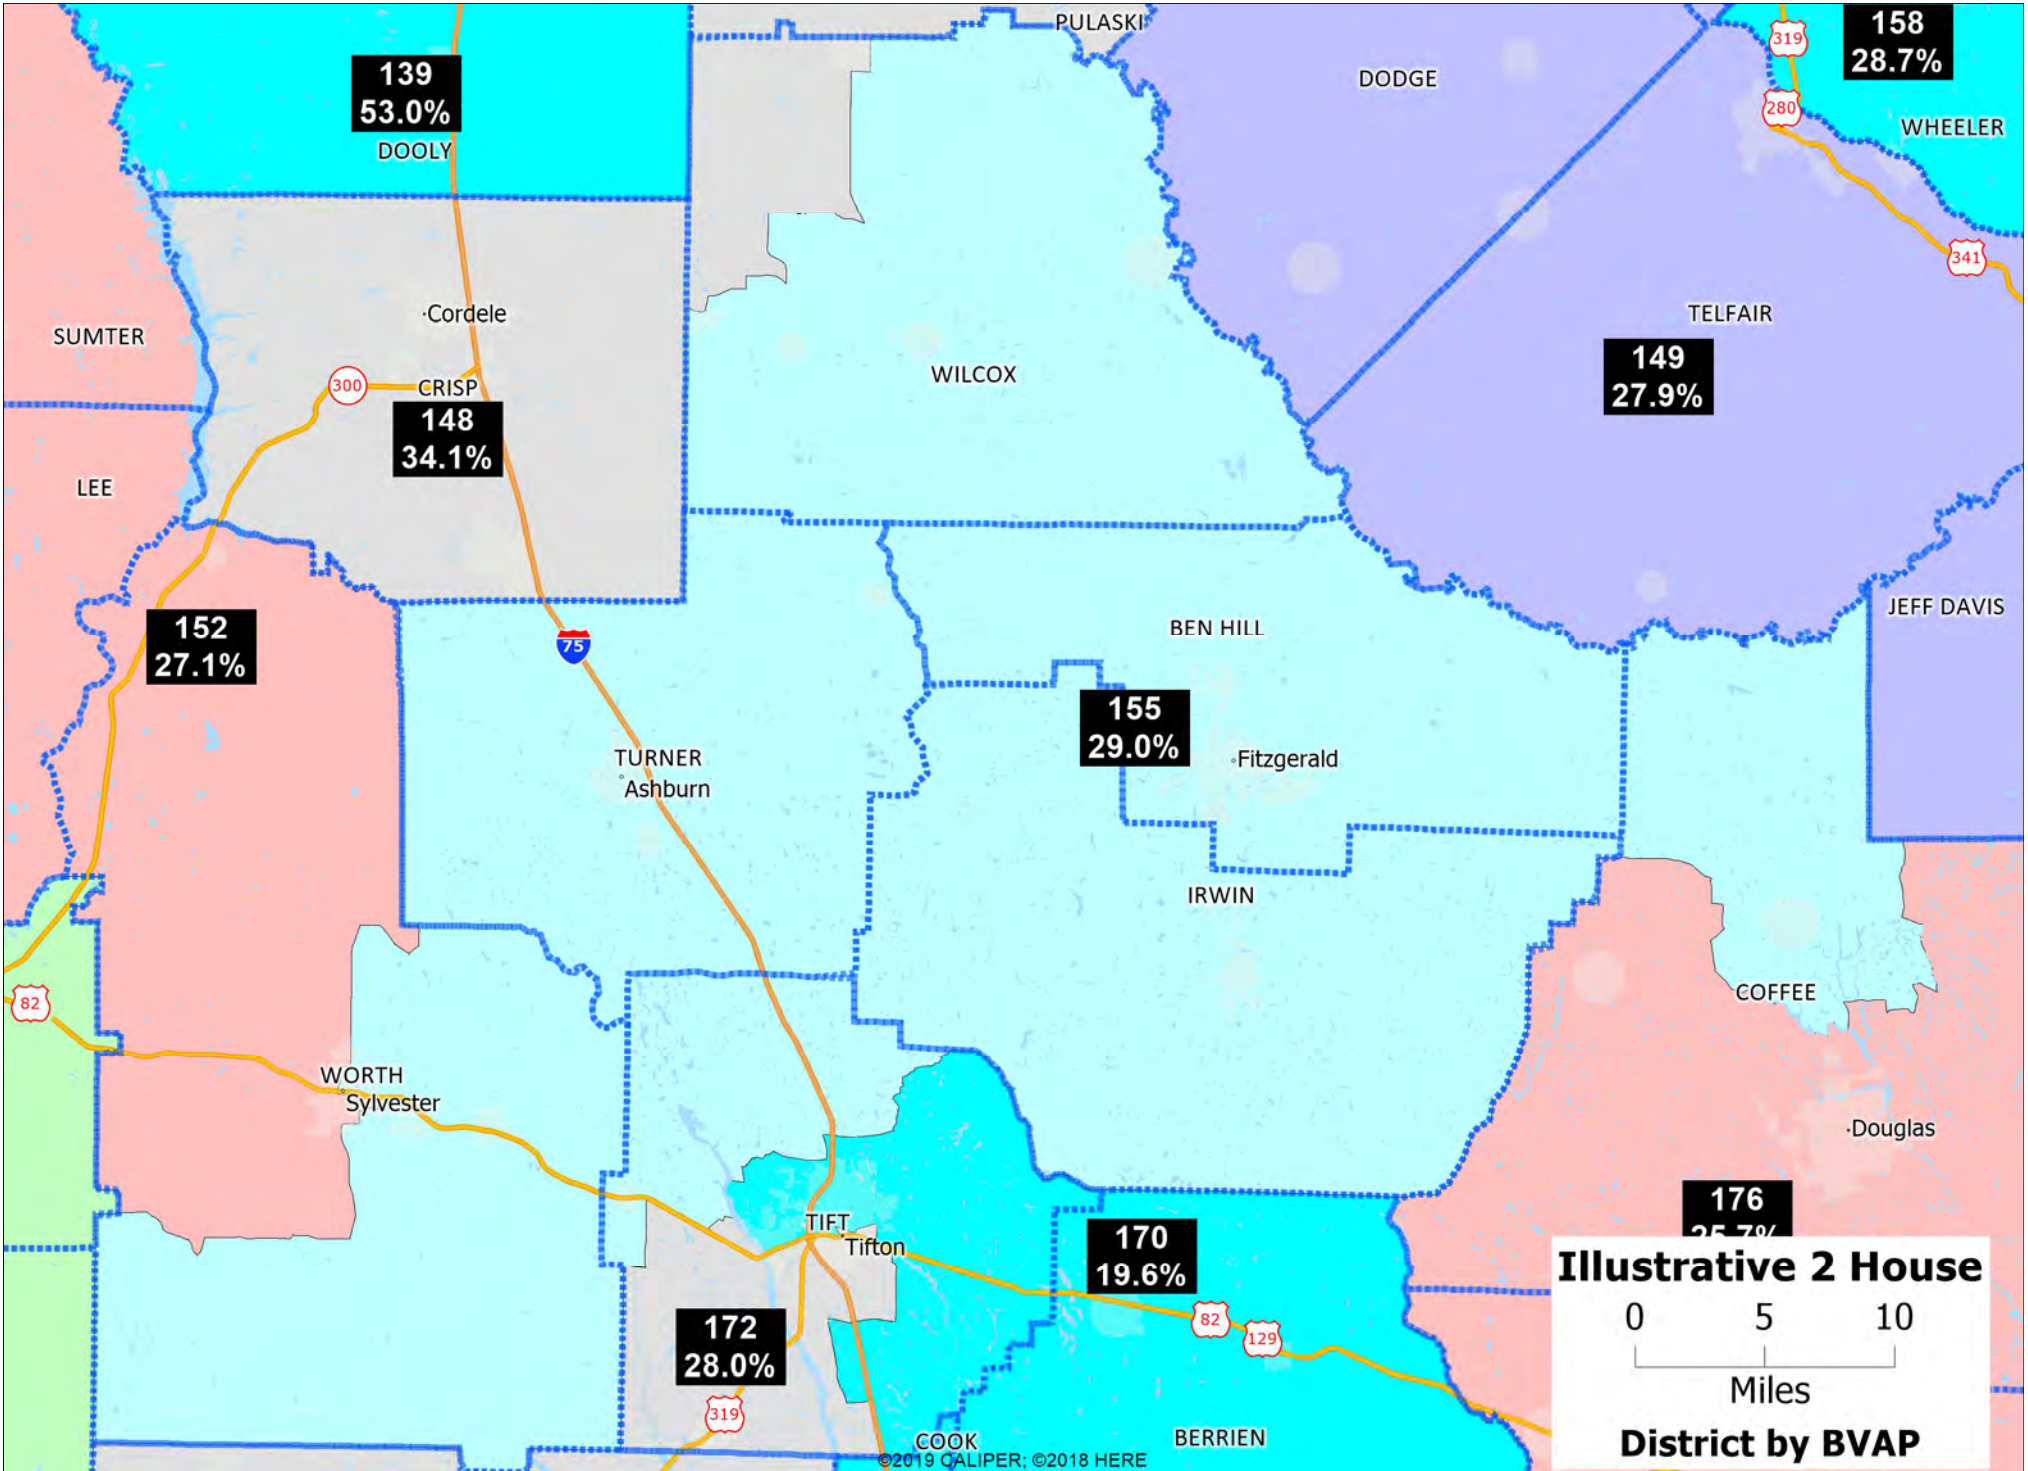 PULASKI
319
158
28.7%
139
53.0%
DODGE
280
WHEELER
DOOLY
341
Cordele
TELFAIR
SUMTER
149
27.9%
WILCOX
300
CRISP
148
34.1%
LEE
JEFF DAVIS
152
27.1%
BEN HILL
75
155
29.0%
TURNER
Ashburn
Fitzgerald
IRWIN
82
COFFEE
WORTH
Sylvester
Douglas
176
25.7%
TIFT
Tifton
170
19.6%
82
129
172
28.0%
319
COOK
BERRIEN
©2019 CALIPER; ©2018 HERE
Illustrative 2 House
0 5 10
Miles
District by BVAP